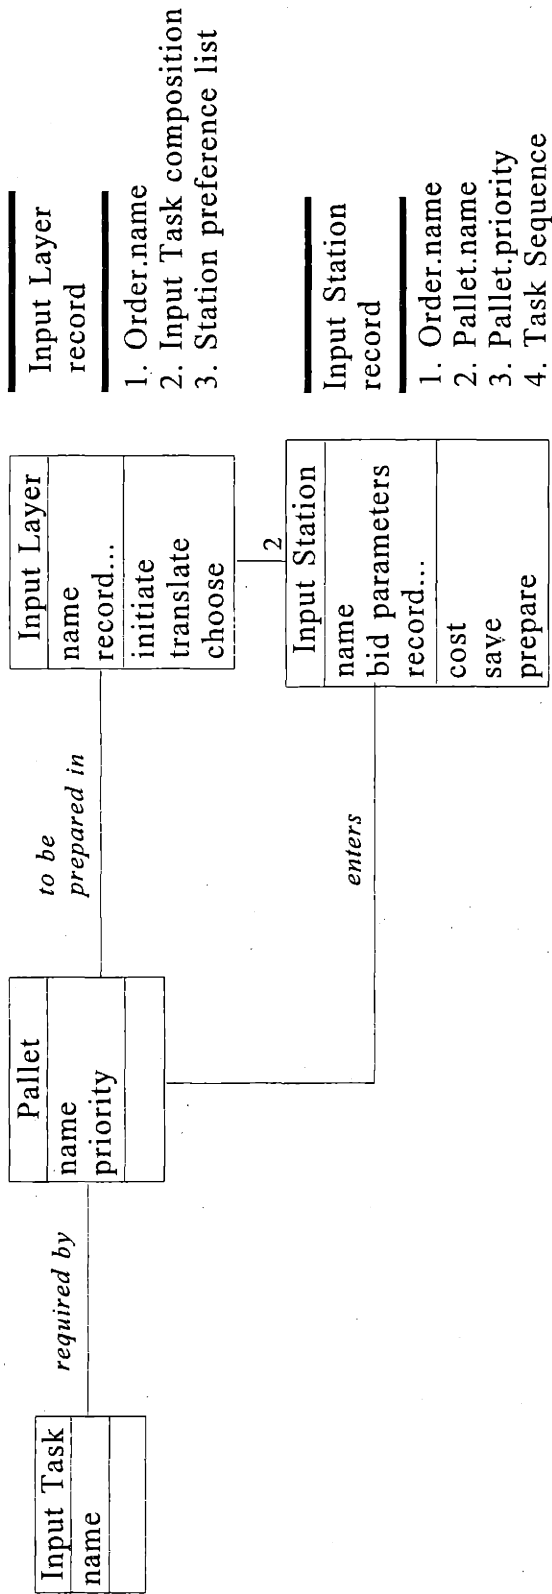 Input Task
name
required by
Pallet
name
priority
to be
prepared in
enters
Input Layer
name
record...
initiate
translate
choose
2
Input Station
name
bid parameters
record...
cost
save
prepare
Input Layer
record
1. Order.name
2. Input Task composition
3. Station preference list
Input Station
record
1. Order.name
2. Pallet.name
3. Pallet.priority
4. Task Sequence